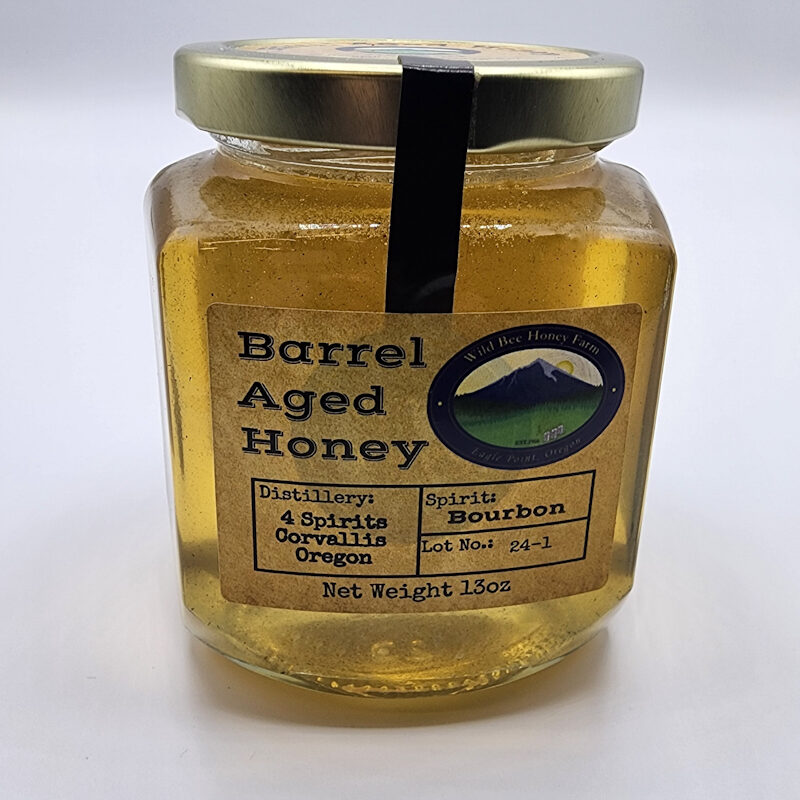 Barrel
Aged
Honey
Wild Bee Honey Farm
Eagle Point, Oregon
Distillery:
4 Spirits
Corvallis
Oregon
Spirit:
Bourbon
Lot No.: 24-1
Net Weight 13oz